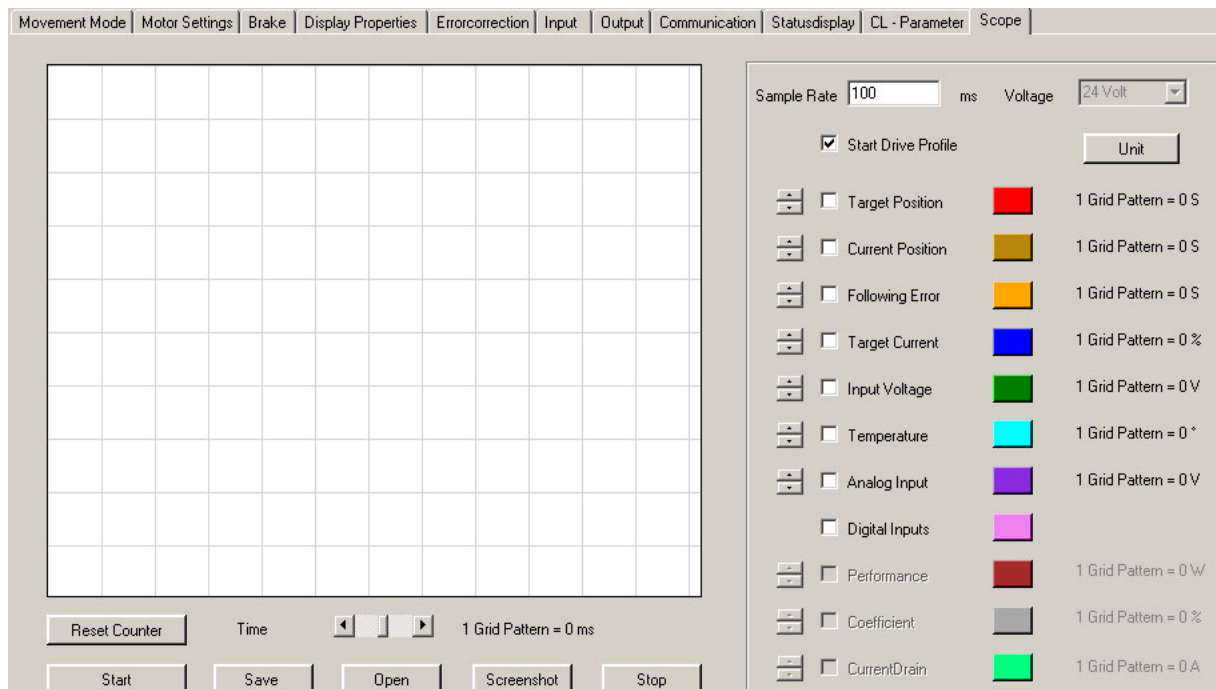 Movement Mode Motor Settings Brake Display Properties Errorcorrection Input Output Communication Statusdisplay CL - Parameter Scope
Sample Rate 100 ms Voltage 24 Volt
Start Drive Profile Unit
Target Position 1 Grid Pattern = 0 S
Current Position 1 Grid Pattern = 0 S
Following Error 1 Grid Pattern = 0 S
Target Current 1 Grid Pattern = 0 %
Input Voltage 1 Grid Pattern = 0 V
Temperature 1 Grid Pattern = 0 °
Analog Input 1 Grid Pattern = 0 V
Digital Inputs
Performance 1 Grid Pattern = 0 W
Coefficient 1 Grid Pattern = 0 %
CurrentDrain 1 Grid Pattern = 0 A
Reset Counter Time 1 Grid Pattern = 0 ms
Start Save Open Screenshot Stop